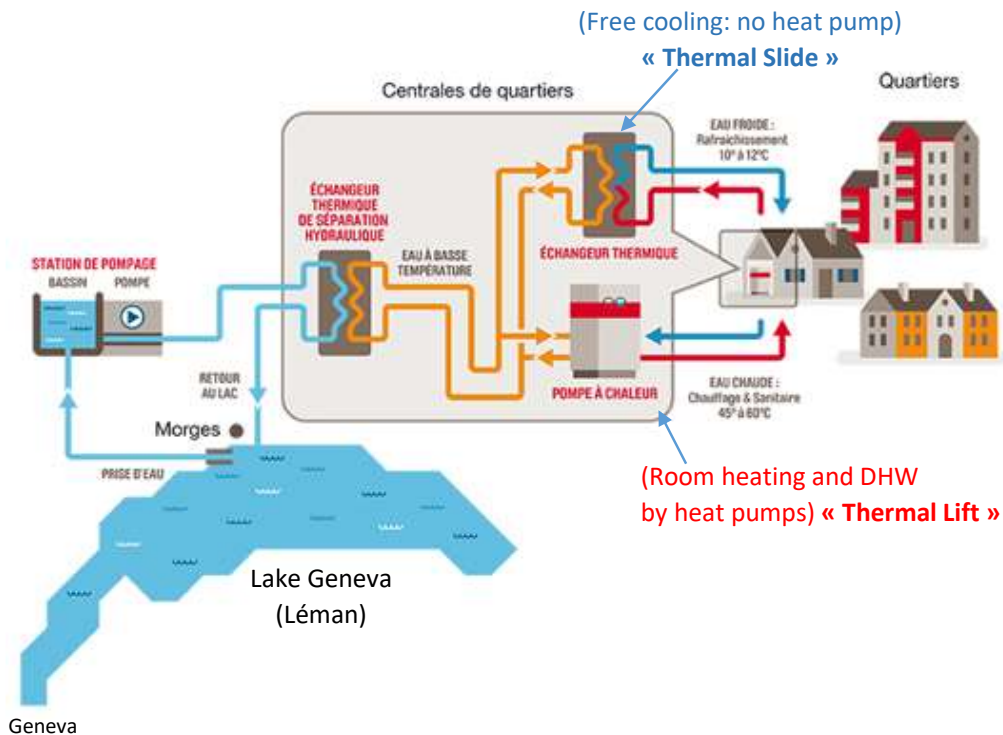 (Free cooling: no heat pump)
« Thermal Slide »
Centrales de quartiers
Quartiers
EAU FROIDE :
Rafraichissement
10° à 12°C
ÉCHANGEUR
THERMIQUE
DE SÉPARATION
HYDRAULIQUE
ÉCHANGEUR THERMIQUE
EAU À BASSE
TEMPÉRATURE
STATION DE POMPAGE
BASSIN
POMPE
RETOUR
AU LAC
POMPE À CHALEUR
EAU CHAUDE :
Chauffage & Sanitaire
45° à 60°C
Morges
PRISE D'EAU
(Room heating and DHW
by heat pumps) « Thermal Lift »
Lake Geneva
(Léman)
Geneva